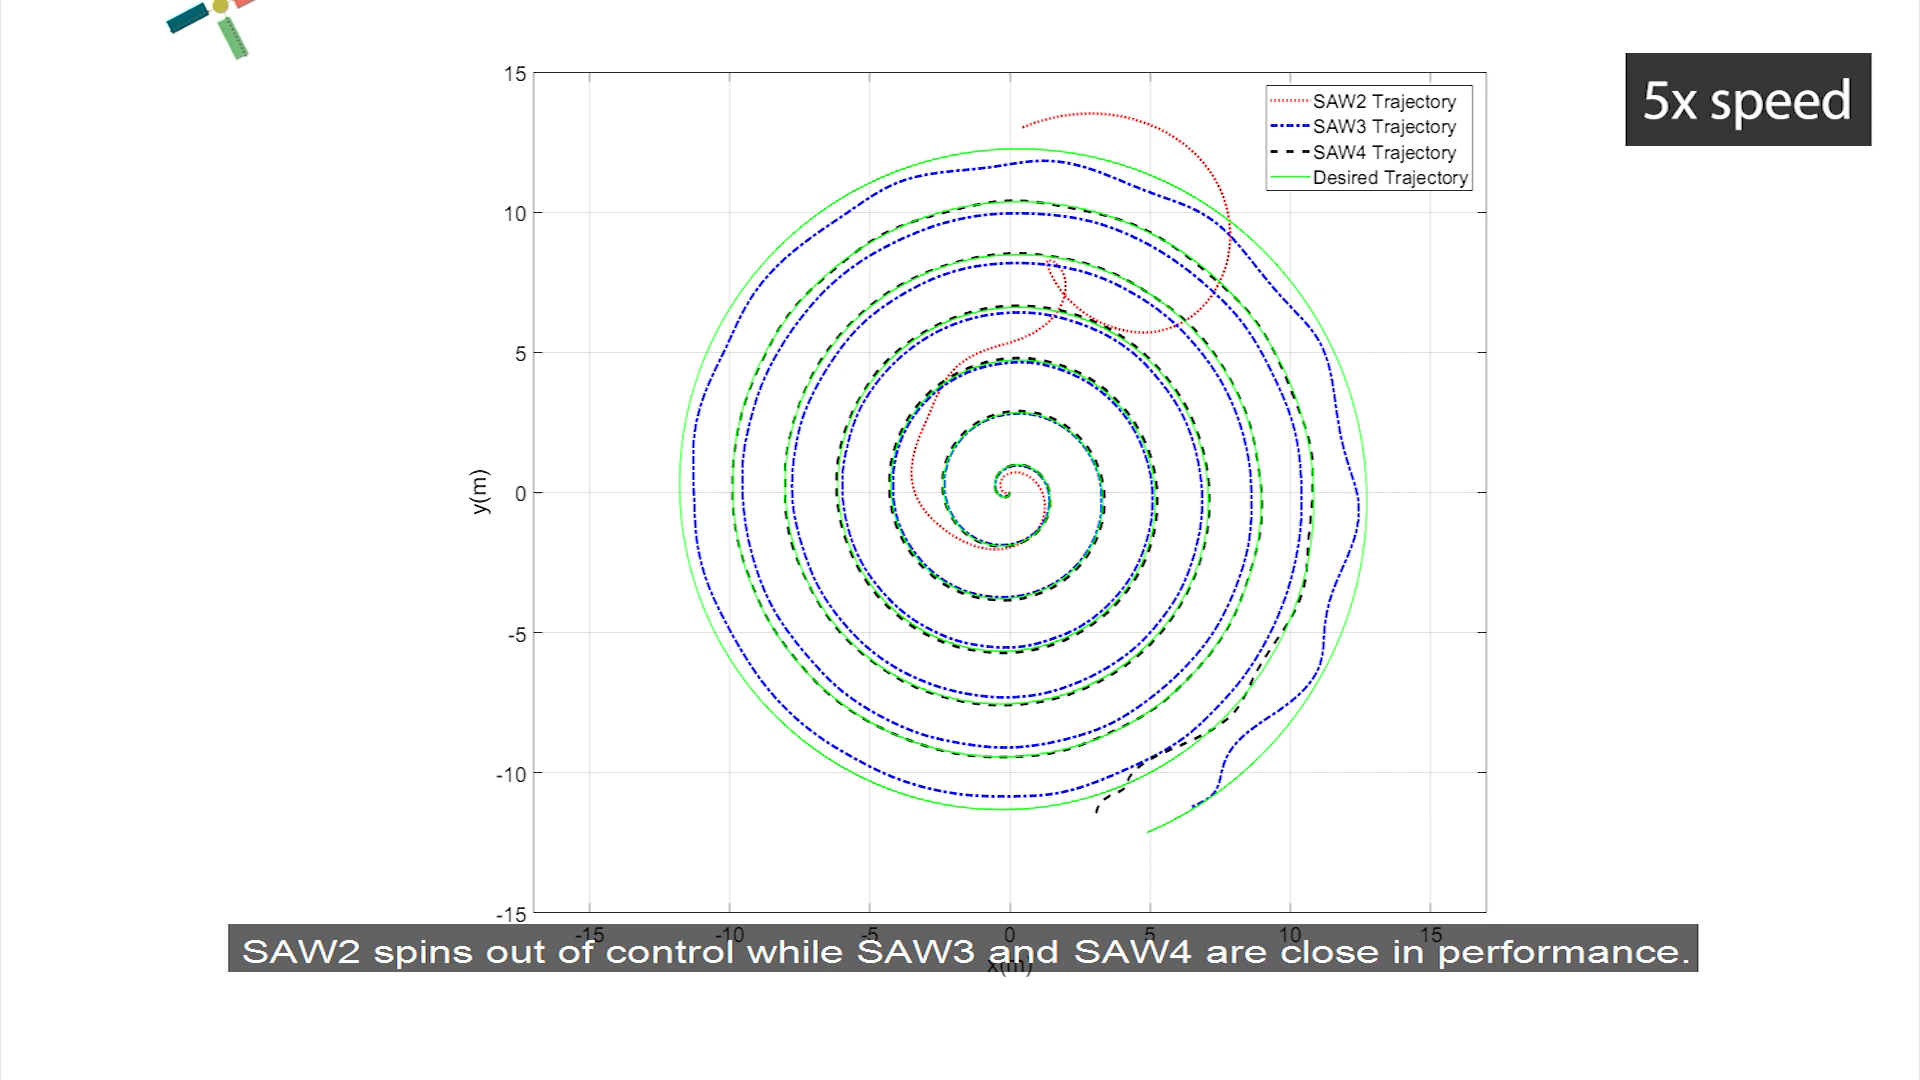 5x speed
SAW2 Trajectory
SAW3 Trajectory
SAW4 Trajectory
Desired Trajectory
15
10
5
0
-5
-10
-15
y(m)
-15 -10 -5 0 5 10 15
x(m)
SAW2 spins out of control while SAW3 and SAW4 are close in performance.